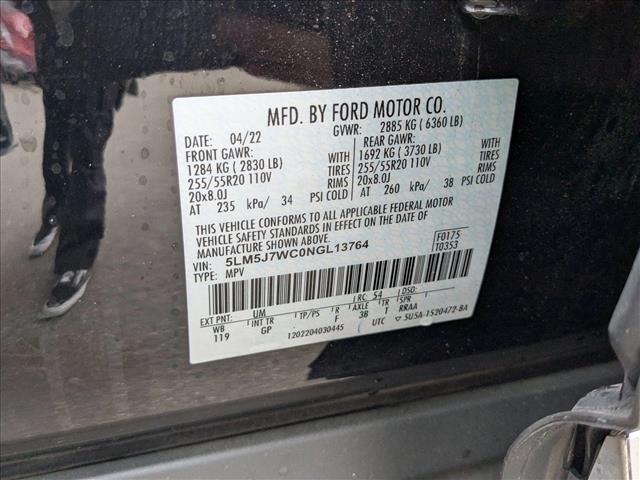 MFD. BY FORD MOTOR CO.
DATE: 04/22 GVWR: 2885 KG ( 6360 LB)
FRONT GAWR: REAR GAWR:
1284 KG ( 2830 LB) WITH 1692 KG ( 3730 LB) WITH
255/55R20 110V TIRES 255/55R20 110V TIRES
20x8.0J RIMS 20x8.0J RIMS
AT 235 kPa/ 34 PSI COLD AT 260 kPa/ 38 PSI COLD
THIS VEHICLE CONFORMS TO ALL APPLICABLE FEDERAL MOTOR
VEHICLE SAFETY STANDARDS IN EFFECT ON THE DATE OF
MANUFACTURE SHOWN ABOVE.
VIN: 5LM5J7WC0NGL13764 F0175
TYPE: MPV T0353
EXT PNT: UM RC: 54 DSO:
WB INT TR TP/PS R AXLE TR SPR
119 GP F 3B T RRAA
1202204030445 UTC ▽ 5U5A-1520472-BA